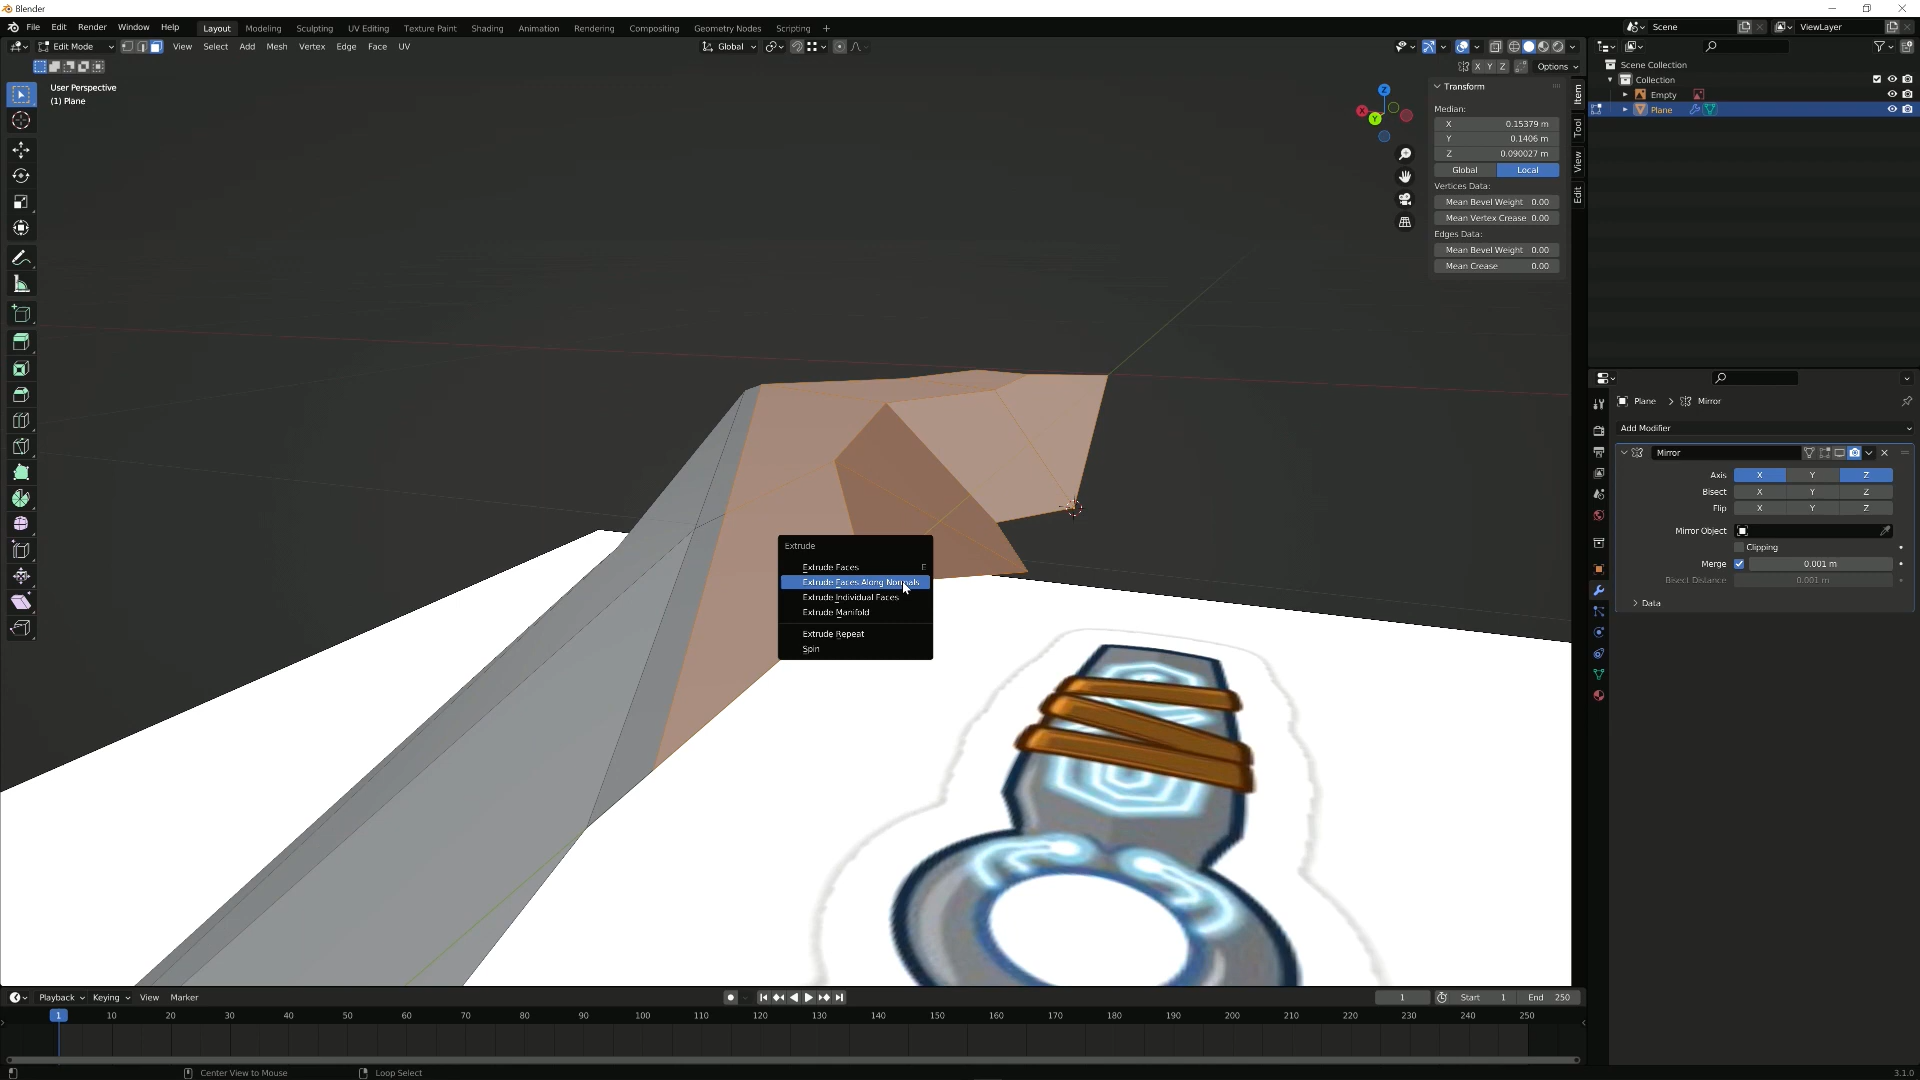 Blender
File Edit Render Window Help Layout Modeling Sculpting UV Editing Texture Paint Shading Animation Rendering Compositing Geometry Nodes Scripting + Scene ViewLayer
Edit Mode View Select Add Mesh Vertex Edge Face UV Global
X Y Z Options
User Perspective
(1) Plane
Z
X
Y
Transform
Median:
X 0.15379 m
Y 0.1406 m
Z 0.090027 m
Global Local
Vertices Data:
Mean Bevel Weight 0.00
Mean Vertex Crease 0.00
Edges Data:
Mean Bevel Weight 0.00
Mean Crease 0.00
Item
Tool
View
Edit
Scene Collection
Collection
Empty
Plane
Extrude
Extrude Faces E
Extrude Faces Along Normals
Extrude Individual Faces
Extrude Manifold
Extrude Repeat
Spin
Plane > Mirror
Add Modifier
Mirror
Axis X Y Z
Bisect X Y Z
Flip X Y Z
Mirror Object
Clipping
Merge 0.001 m
Bisect Distance 0.001 m
Data
Playback Keying View Marker 1 Start 1 End 250
1 10 20 30 40 50 60 70 80 90 100 110 120 130 140 150 160 170 180 190 200 210 220 230 240 250
Center View to Mouse Loop Select 3.1.0